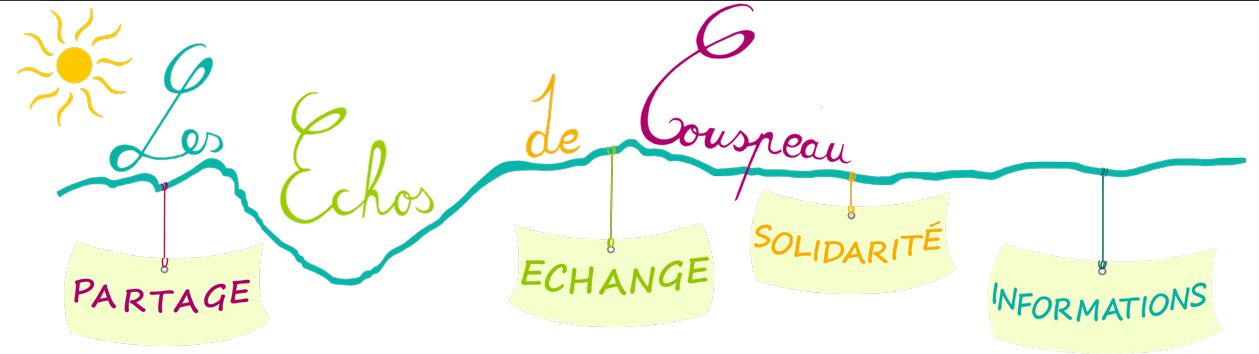 Les Echos de Couspeau
PARTAGE
ECHANGE
SOLIDARITÉ
INFORMATIONS